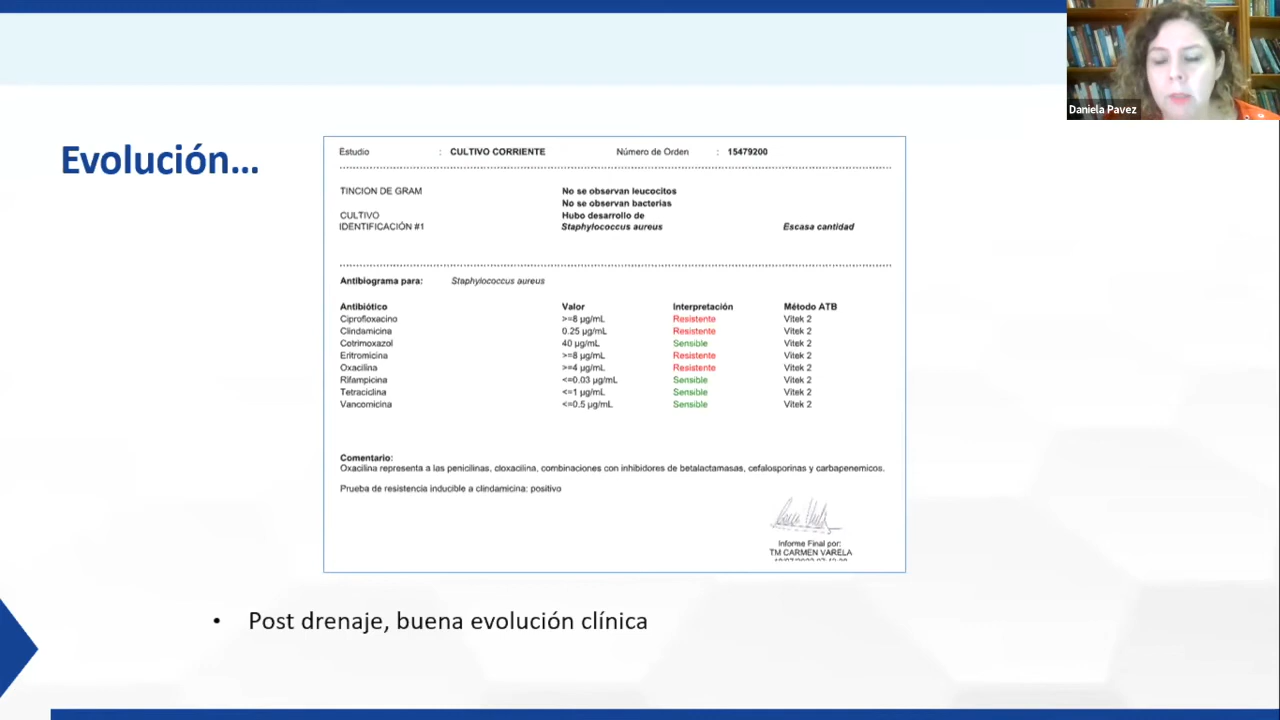 Daniela Pavez
Evolución...
Estudio : CULTIVO CORRIENTE Número de Orden : 15479200
TINCION DE GRAM No se observan leucocitos
No se observan bacterias
CULTIVO Hubo desarrollo de
IDENTIFICACIÓN #1 Staphylococcus aureus Escasa cantidad
Antibiograma para: Staphylococcus aureus
Antibiótico Valor Interpretación Método ATB
Ciprofloxacino >=8 µg/mL Resistente Vitek 2
Clindamicina 0.25 µg/mL Resistente Vitek 2
Cotrimoxazol 40 µg/mL Sensible Vitek 2
Eritromicina >=8 µg/mL Resistente Vitek 2
Oxacilina >=4 µg/mL Resistente Vitek 2
Rifampicina <=0.03 µg/mL Sensible Vitek 2
Tetraciclina <=1 µg/mL Sensible Vitek 2
Vancomicina <=0.5 µg/mL Sensible Vitek 2
Comentario:
Oxacilina representa a las penicilinas, cloxacilina, combinaciones con inhibidores de betalactamasas, cefalosporinas y carbapenemicos.
Prueba de resistencia inducible a clindamicina: positivo
Informe Final por:
TM CARMEN VARELA
• Post drenaje, buena evolución clínica